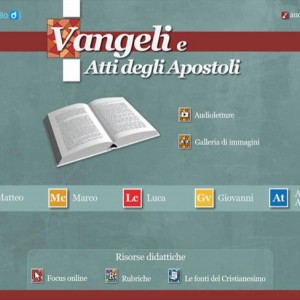 Vangeli e
Atti degli Apostoli
Audioletture
Galleria di immagini
Matteo
Mc Marco
Lc Luca
Gv Giovanni
At
Risorse didattiche
Focus online
Rubriche
Le fonti del Cristianesimo